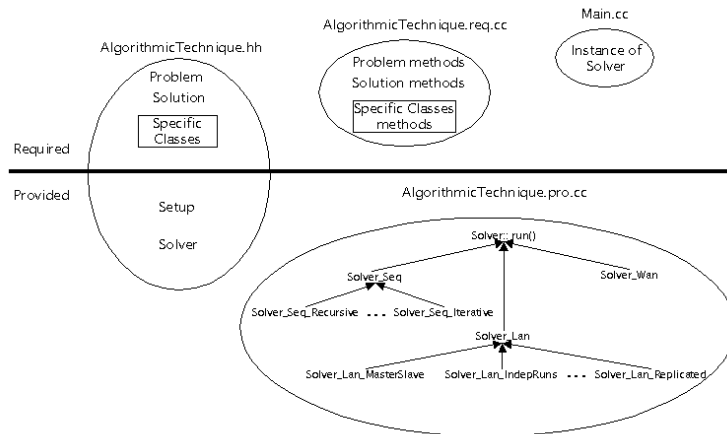 Main.cc
AlgorithmicTechnique.req.cc
AlgorithmicTechnique.hh
Instance of
Solver
Problem methods
Solution methods
Problem
Solution
Specific Classes
methods
Specific
Classes
Required
Provided
AlgorithmicTechnique.pro.cc
Setup
Solver
Solver::run()
Solver_Seq
Solver_Wan
Solver_Seq_Recursive ... Solver_Seq_Iterative
Solver_Lan
Solver_Lan_MasterSlave Solver_Lan_IndepRuns ... Solver_Lan_Replicated